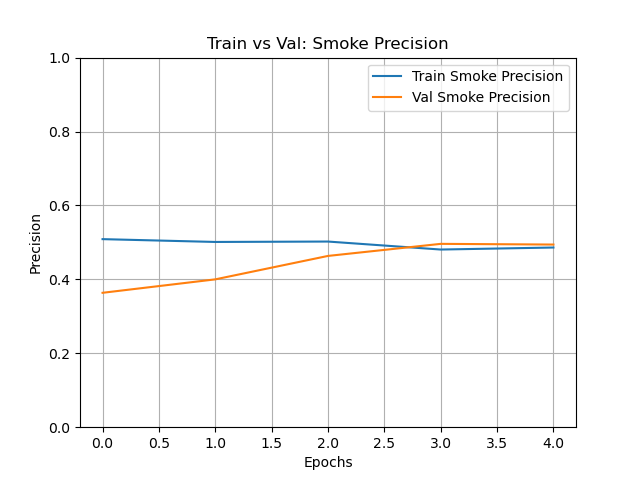 Train vs Val: Smoke Precision
Train Smoke Precision
Val Smoke Precision
Precision
1.0
0.8
0.6
0.4
0.2
0.0
0.0 0.5 1.0 1.5 2.0 2.5 3.0 3.5 4.0
Epochs